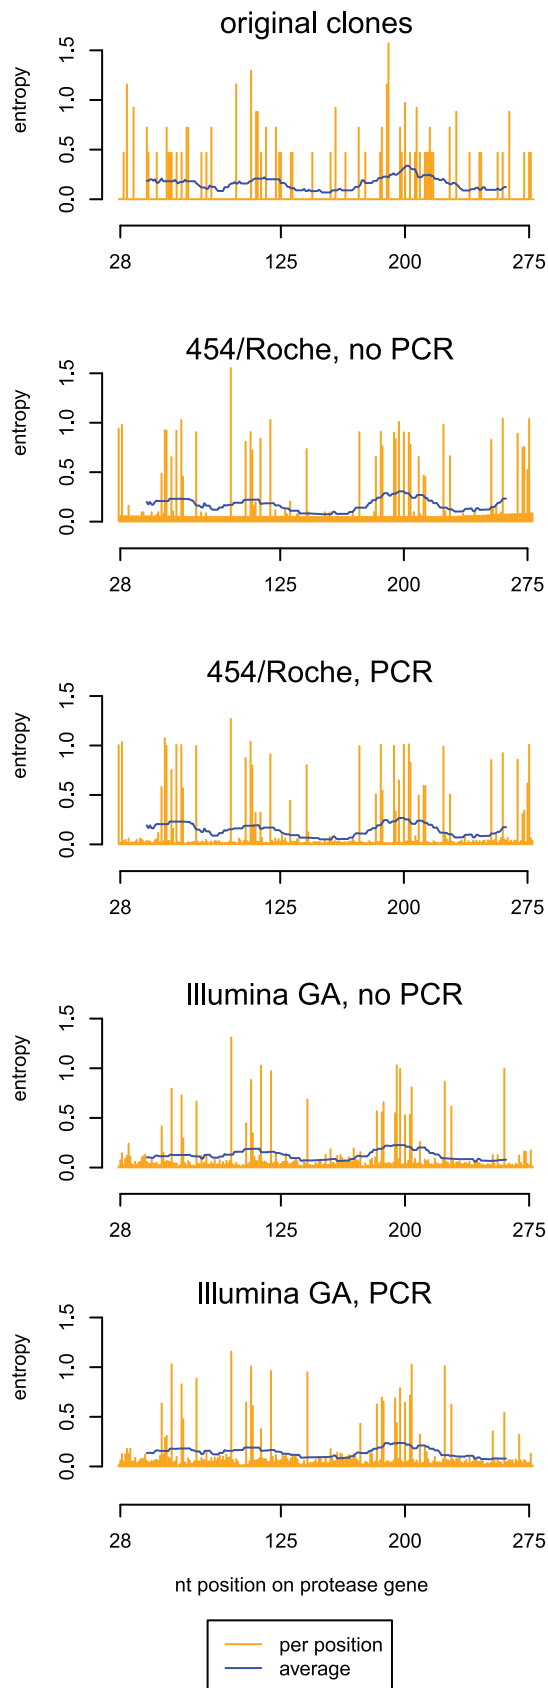 original clones
entropy
0.0 0.5 1.0 1.5
28 125 200 275
454/Roche, no PCR
entropy
0.0 0.5 1.0 1.5
28 125 200 275
454/Roche, PCR
entropy
0.0 0.5 1.0 1.5
28 125 200 275
Illumina GA, no PCR
entropy
0.0 0.5 1.0 1.5
28 125 200 275
Illumina GA, PCR
entropy
0.0 0.5 1.0 1.5
28 125 200 275
nt position on protease gene
per position
average